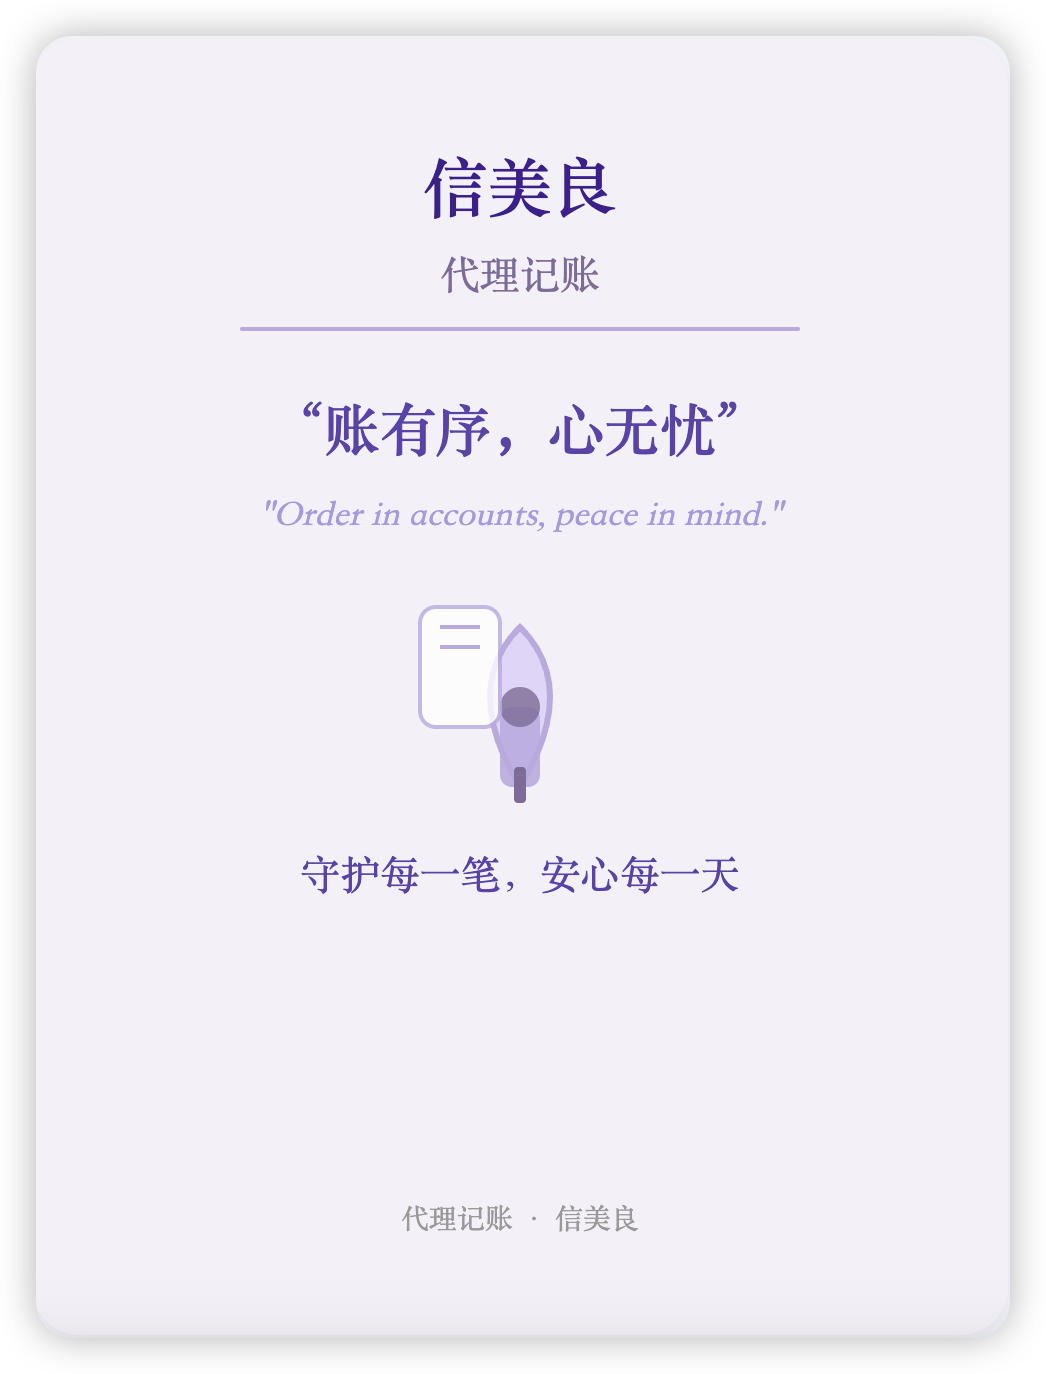 信美良
代理记账
“账有序，心无忧”
"Order in accounts, peace in mind."
守护每一笔，安心每一天
代理记账 · 信美良